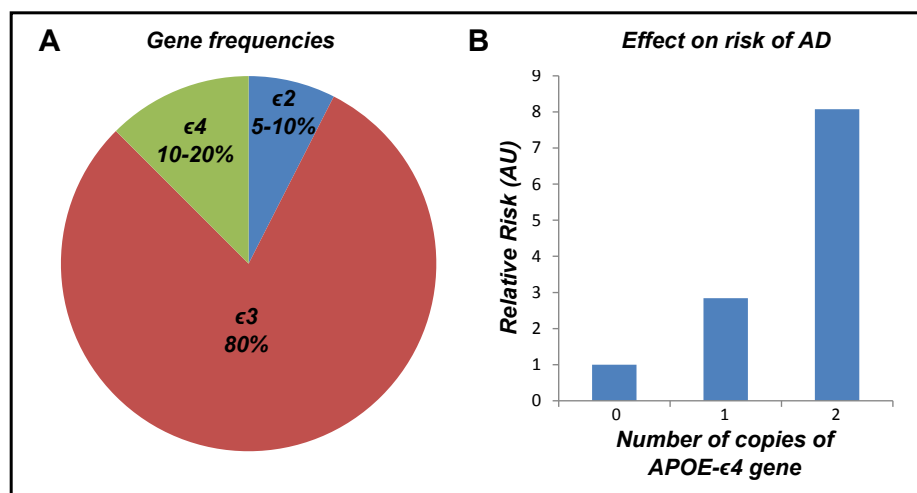 A
Gene frequencies
ϵ2
5-10%
ϵ4
10-20%
ϵ3
80%
B
Effect on risk of AD
Relative Risk (AU)
9
8
7
6
5
4
3
2
1
0
0
1
2
Number of copies of
APOE-ϵ4 gene